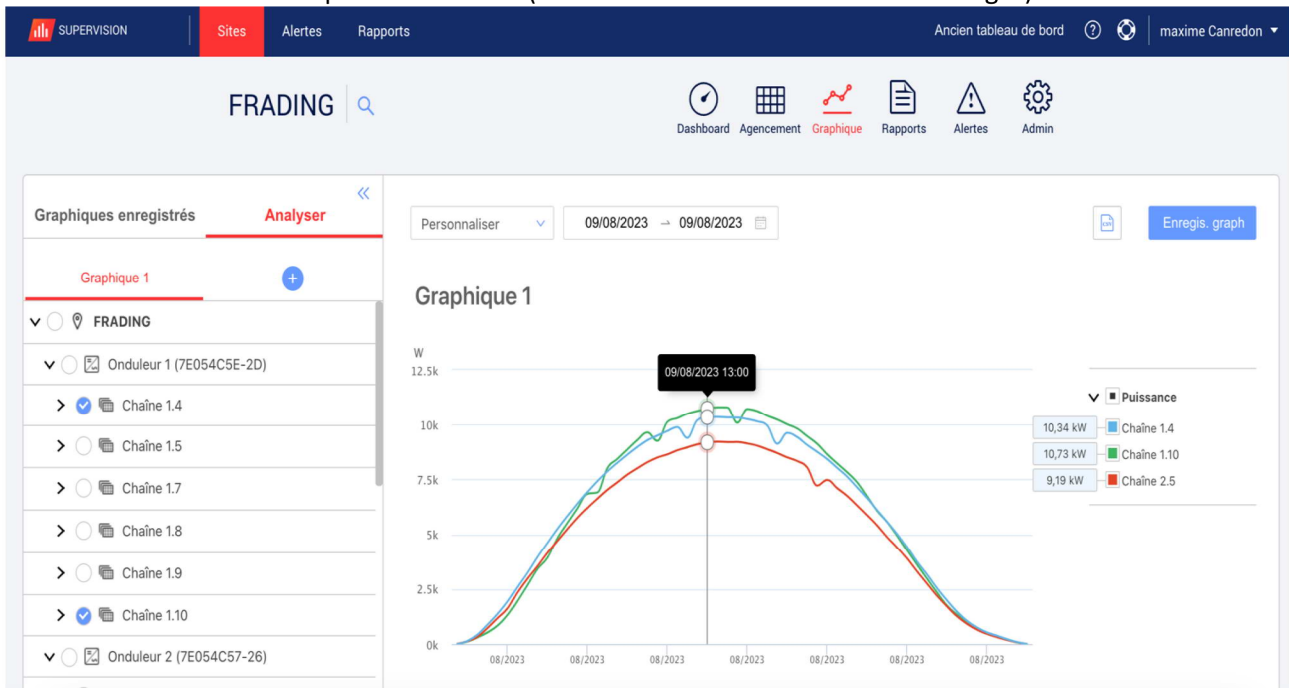 SUPERVISION
Sites
Alertes
Rapports
Ancien tableau de bord
?
maxime Canredon
FRADING
Dashboard
Agencement
Graphique
Rapports
Alertes
Admin
Graphiques enregistrés
Analyser
Personnaliser
09/08/2023 → 09/08/2023
CSV
Enregis. graph
Graphique 1
+
FRADING
Onduleur 1 (7E054C5E-2D)
Chaîne 1.4
Chaîne 1.5
Chaîne 1.7
Chaîne 1.8
Chaîne 1.9
Chaîne 1.10
Onduleur 2 (7E054C57-26)
Graphique 1
W
12.5k
10k
7.5k
5k
2.5k
0k
09/08/2023 13:00
08/2023
08/2023
08/2023
08/2023
08/2023
08/2023
08/2023
Puissance
10,34 kW Chaîne 1.4
10,73 kW Chaîne 1.10
9,19 kW Chaîne 2.5